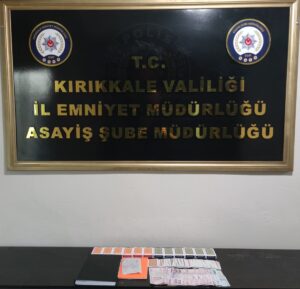 T.C.
KIRIKKALE VALİLİĞİ
İL EMNİYET MÜDÜRLÜĞÜ
ASAYİŞ ŞUBE MÜDÜRLÜĞÜ